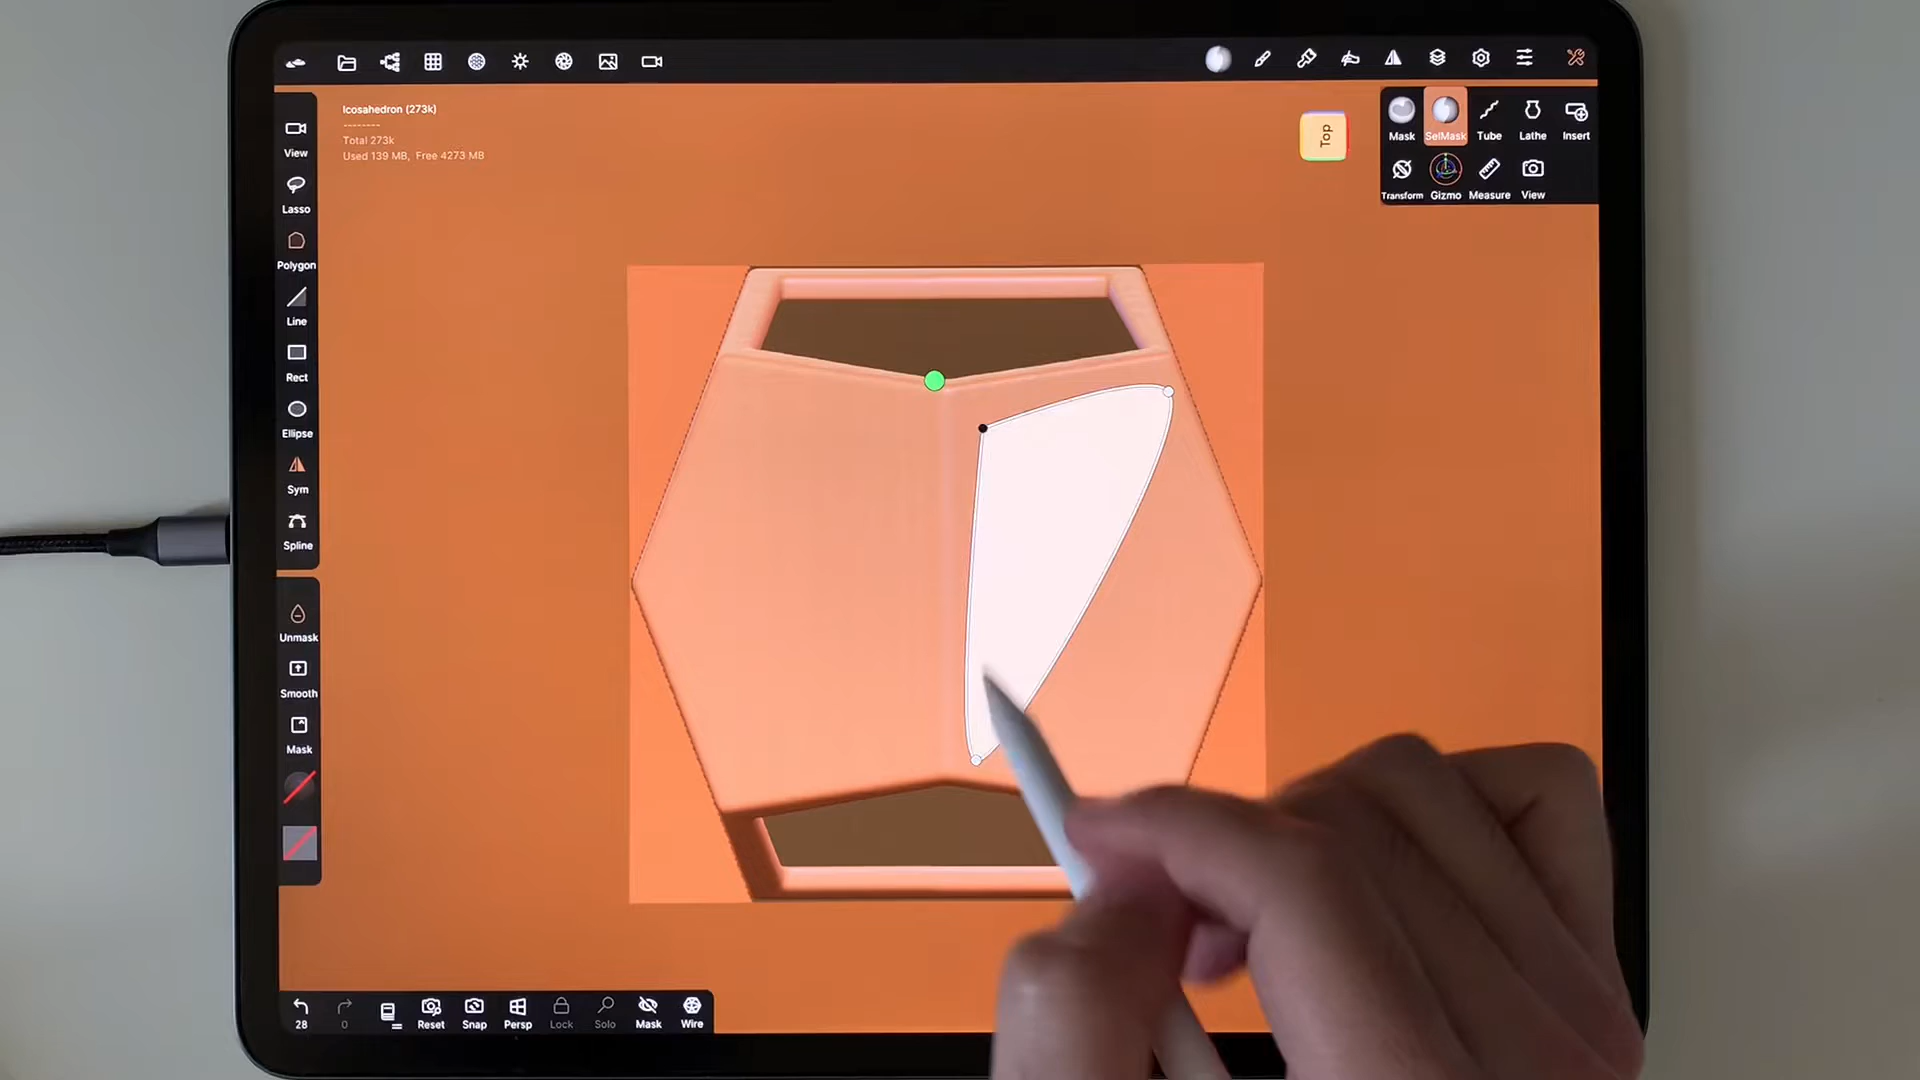 Icosahedron (273k)
--------
Total 273k
Used 139 MB, Free 4273 MB
Top
Mask
SelMask
Tube
Lathe
Insert
Transform
Gizmo
Measure
View
View
Lasso
Polygon
Line
Rect
Ellipse
Sym
Spline
Unmask
Smooth
Mask
28
0
Reset
Snap
Persp
Lock
Solo
Mask
Wire